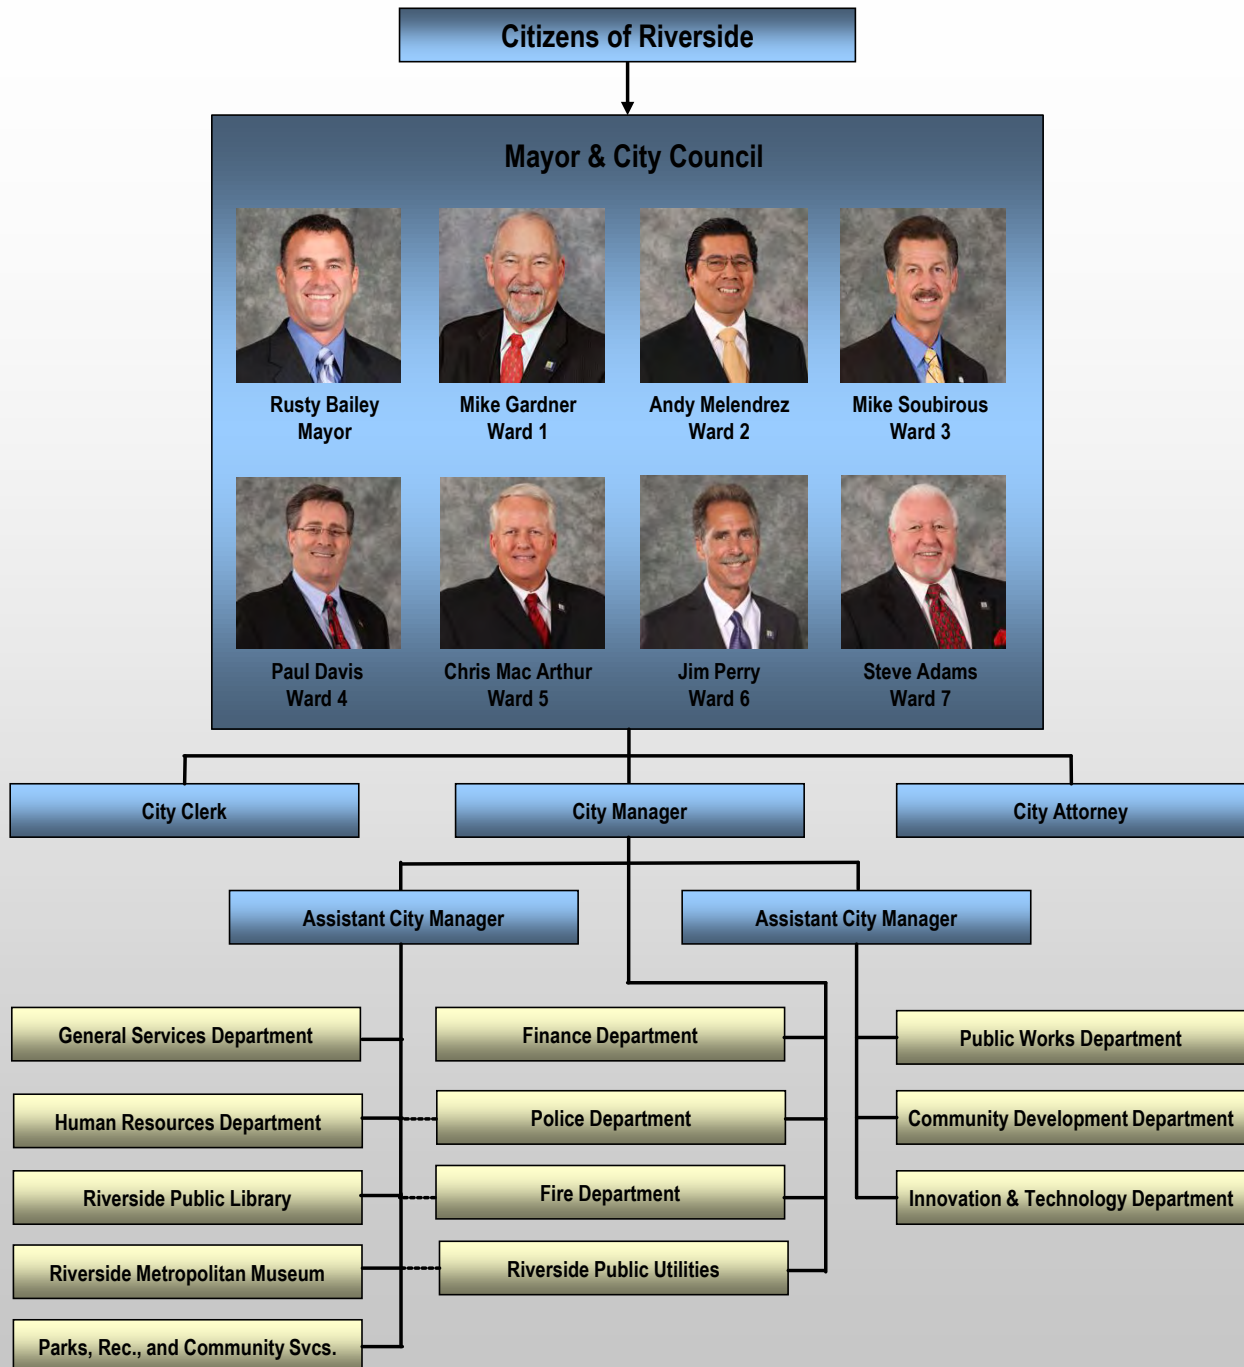 Citizens of Riverside
Mayor & City Council
Rusty Bailey
Mayor
Mike Gardner
Ward 1
Andy Melendrez
Ward 2
Mike Soubirous
Ward 3
Paul Davis
Ward 4
Chris Mac Arthur
Ward 5
Jim Perry
Ward 6
Steve Adams
Ward 7
City Clerk
City Manager
City Attorney
Assistant City Manager
Assistant City Manager
General Services Department
Finance Department
Public Works Department
Human Resources Department
Police Department
Community Development Department
Riverside Public Library
Fire Department
Innovation & Technology Department
Riverside Metropolitan Museum
Riverside Public Utilities
Parks, Rec., and Community Svcs.